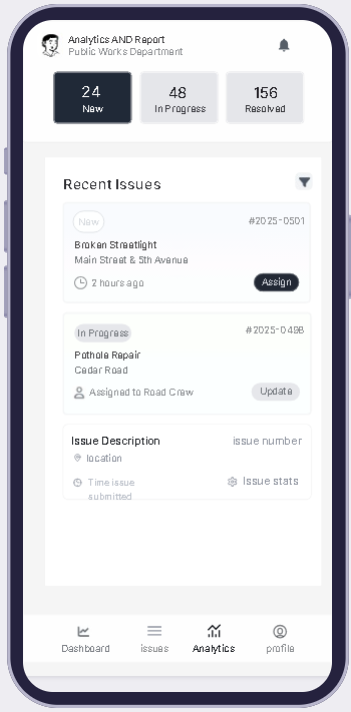 Analytics AND Report
Public Works Department
24
New
48
In Progress
156
Resolved
Recent Issues
New
#2025-0501
Broken Streetlight
Main Street & 5th Avenue
2 hours ago
Assign
In Progress
#2025-0498
Pothole Repair
Cedar Road
Assigned to Road Crew
Update
Issue Description
issue number
location
Time issue
submitted
Issue stats
Dashboard
issues
Analytics
profile